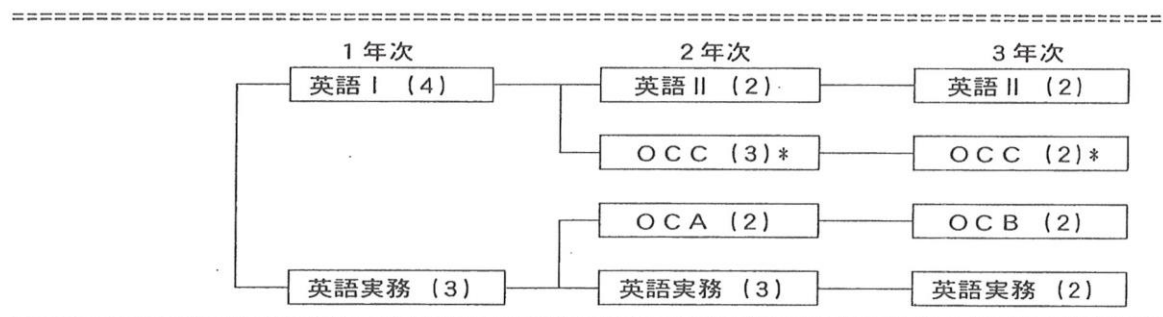 １年次 ２年次 ３年次
英語Ⅰ （４） 英語Ⅱ （２） 英語Ⅱ （２）
ＯＣＣ （３）＊ ＯＣＣ （２）＊
ＯＣＡ （２） ＯＣＢ （２）
英語実務 （３） 英語実務 （３） 英語実務 （２）